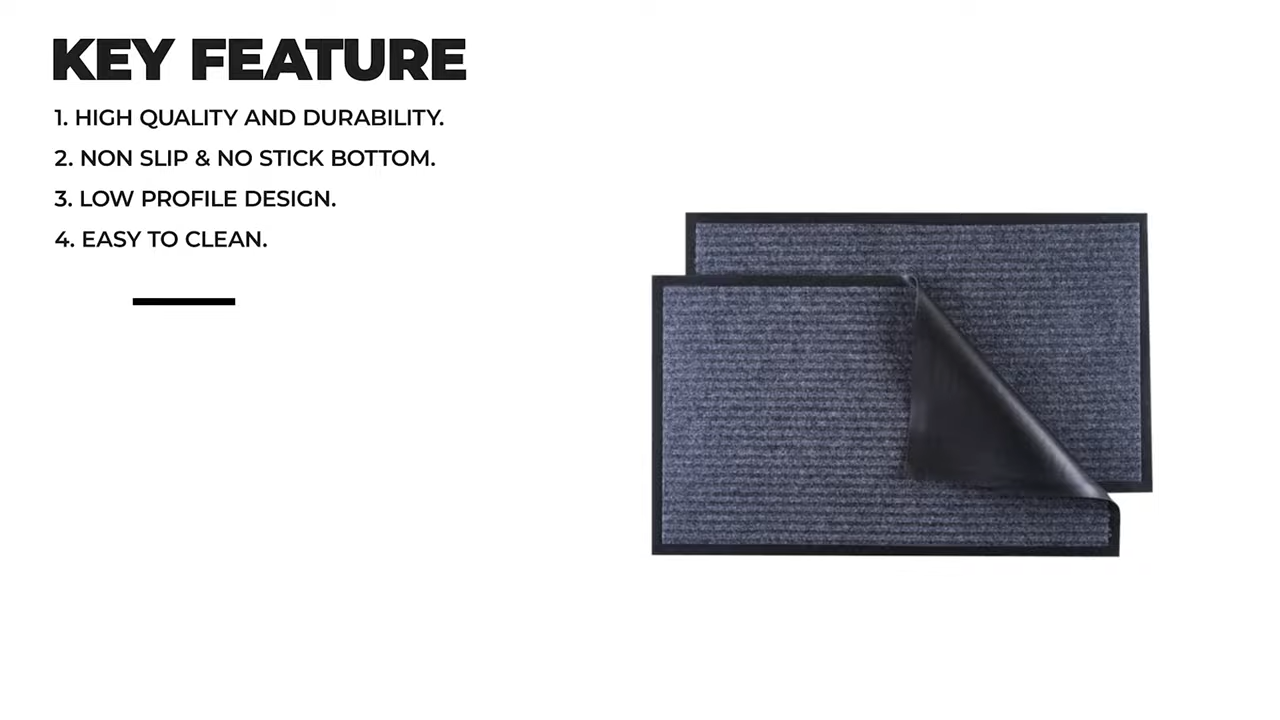 KEY FEATURE
1. HIGH QUALITY AND DURABILITY.
2. NON SLIP & NO STICK BOTTOM.
3. LOW PROFILE DESIGN.
4. EASY TO CLEAN.